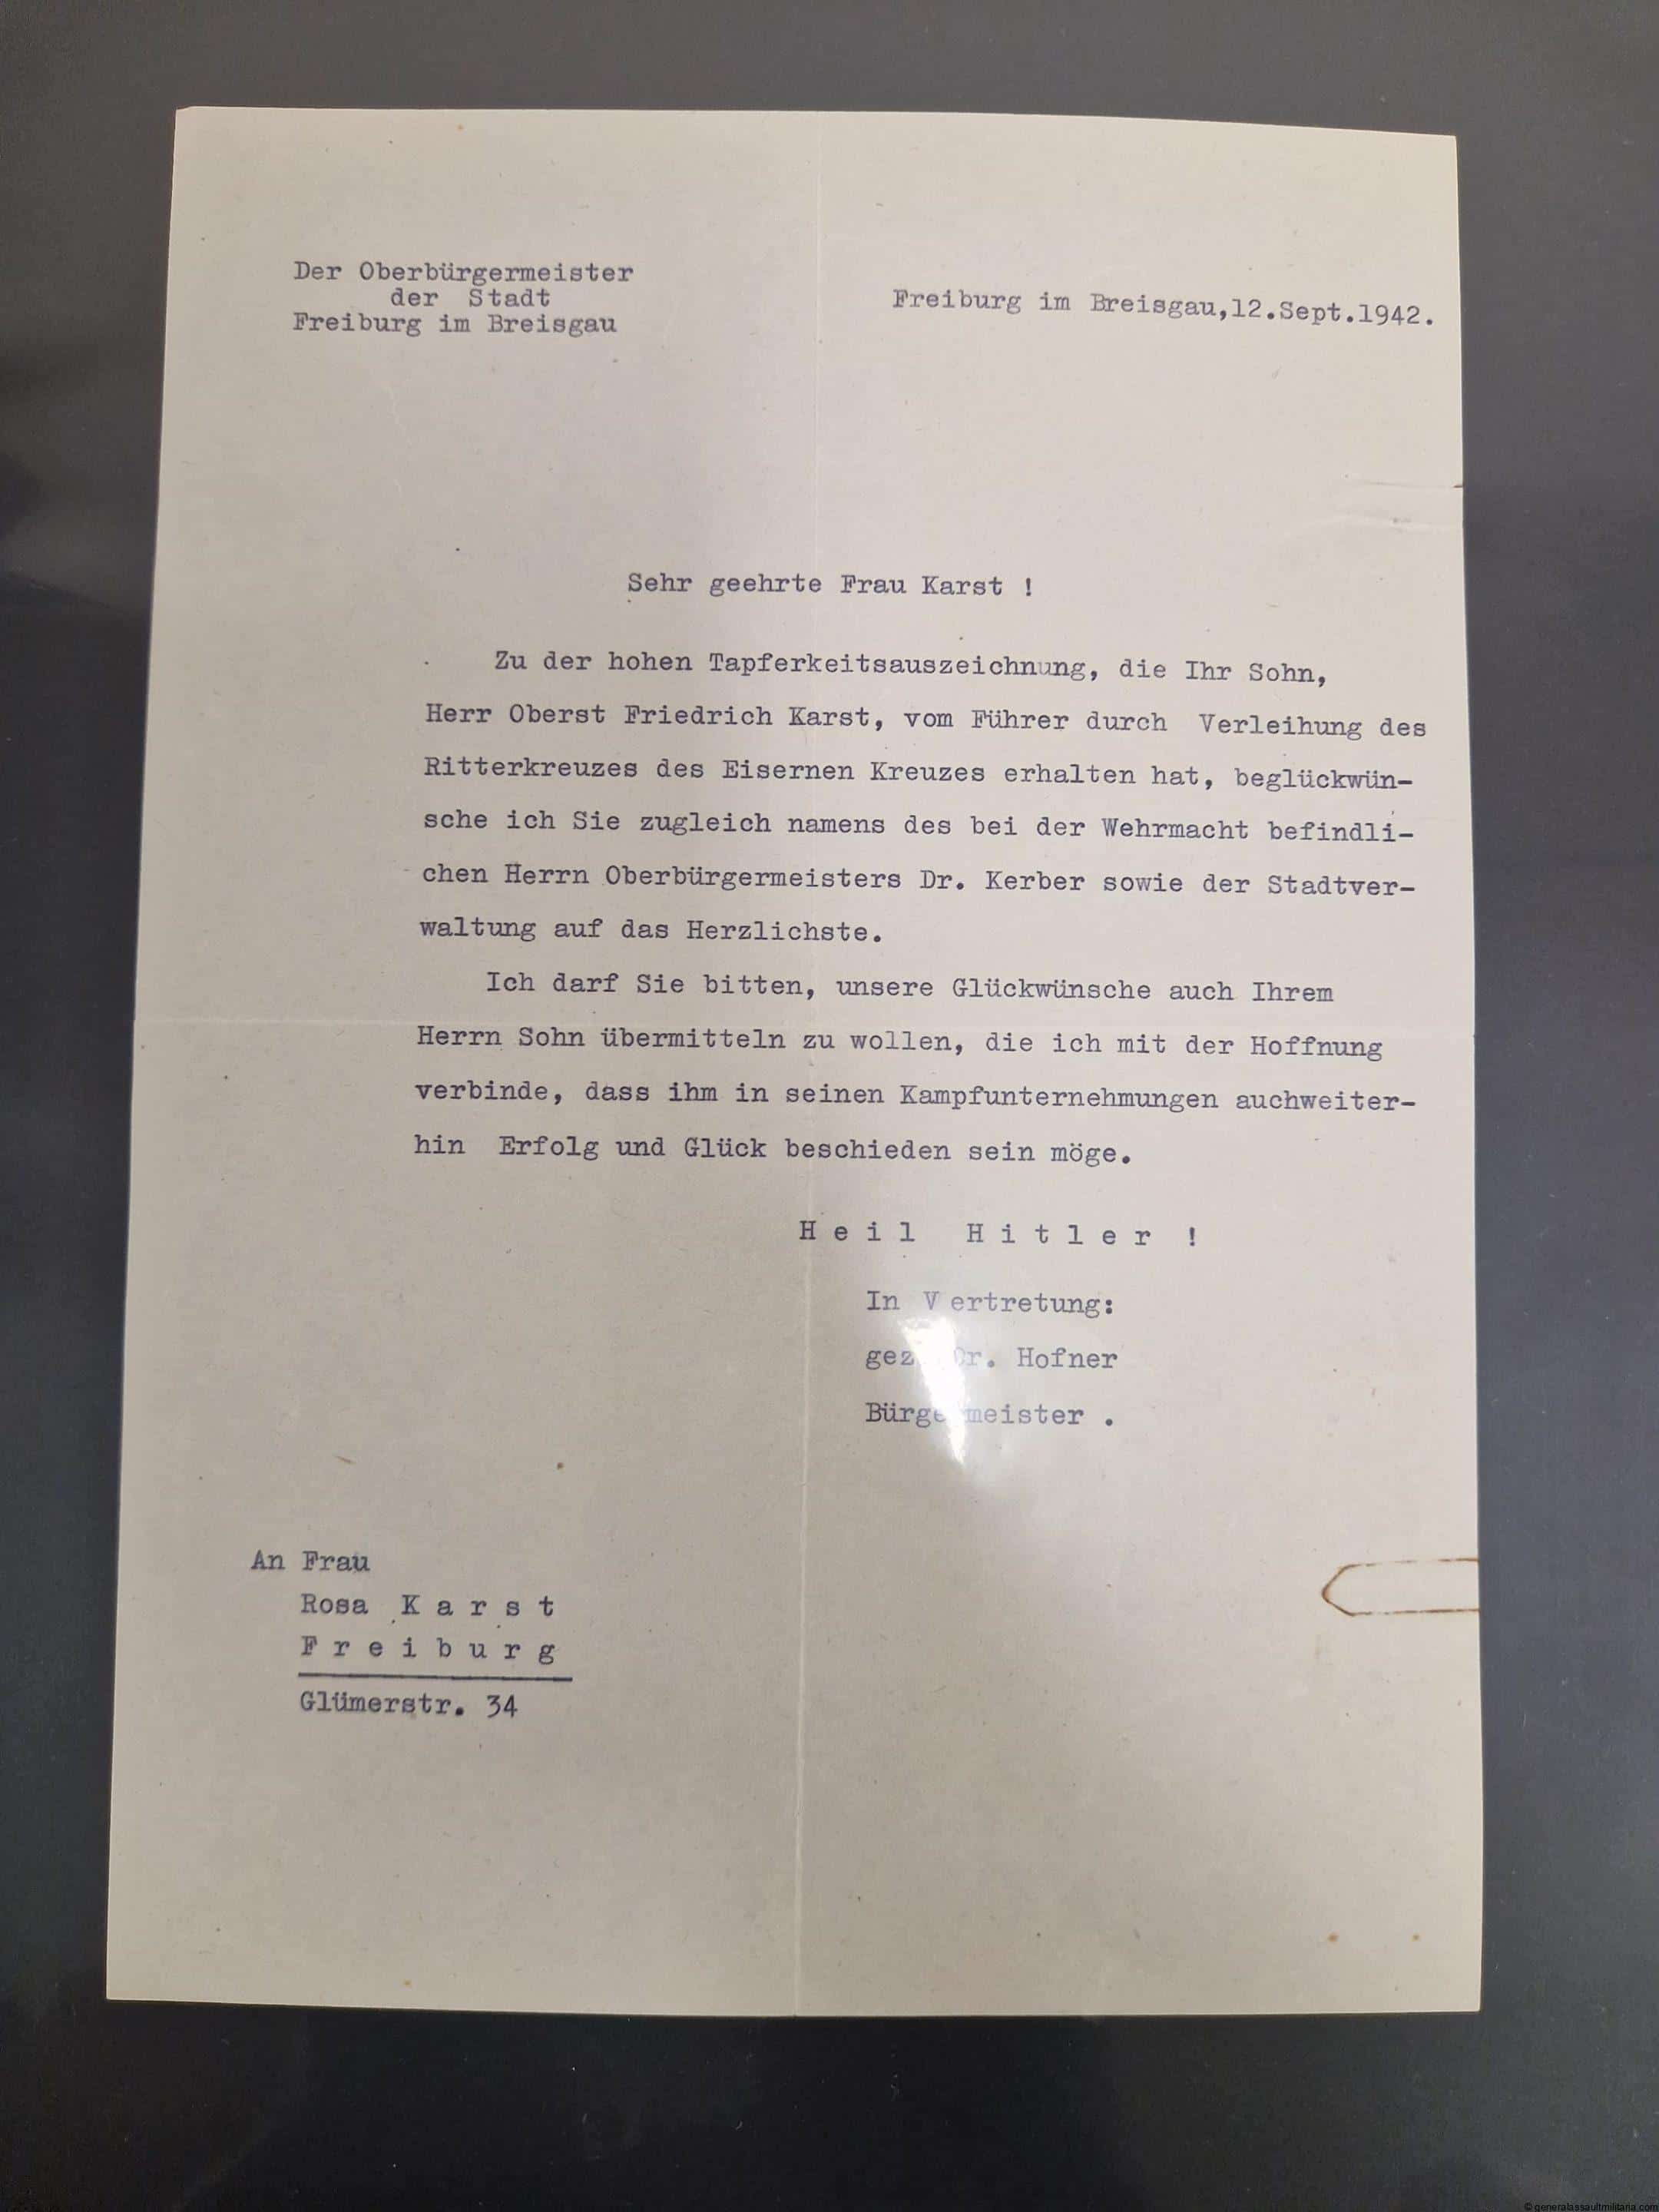 Der Oberbürgermeister
der Stadt
Freiburg im Breisgau
Freiburg im Breisgau,12.Sept.1942.
Sehr geehrte Frau Karst !
Zu der hohen Tapferkeitsauszeichnung, die Ihr Sohn,
Herr Oberst Friedrich Karst, vom Führer durch Verleihung des
Ritterkreuzes des Eisernen Kreuzes erhalten hat, beglückwün-
sche ich Sie zugleich namens des bei der Wehrmacht befindli-
chen Herrn Oberbürgermeisters Dr. Kerber sowie der Stadtver-
waltung auf das Herzlichste.
Ich darf Sie bitten, unsere Glückwünsche auch Ihrem
Herrn Sohn übermitteln zu wollen, die ich mit der Hoffnung
verbinde, dass ihm in seinen Kampfunternehmungen auchweiter-
hin Erfolg und Glück beschieden sein möge.
H e i l H i t l e r !
In Vertretung:
gez. Dr. Hofner
Bürgermeister .
An Frau
Rosa K a r s t
F r e i b u r g
Glümerstr. 34
© generalassaultmilitaria.com